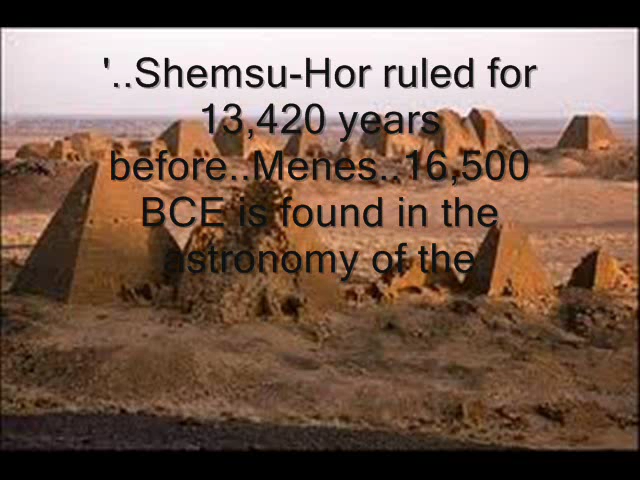 '..Shemsu-Hor ruled for
13,420 years
before..Menes..16,500
BCE is found in the
astronomy of the